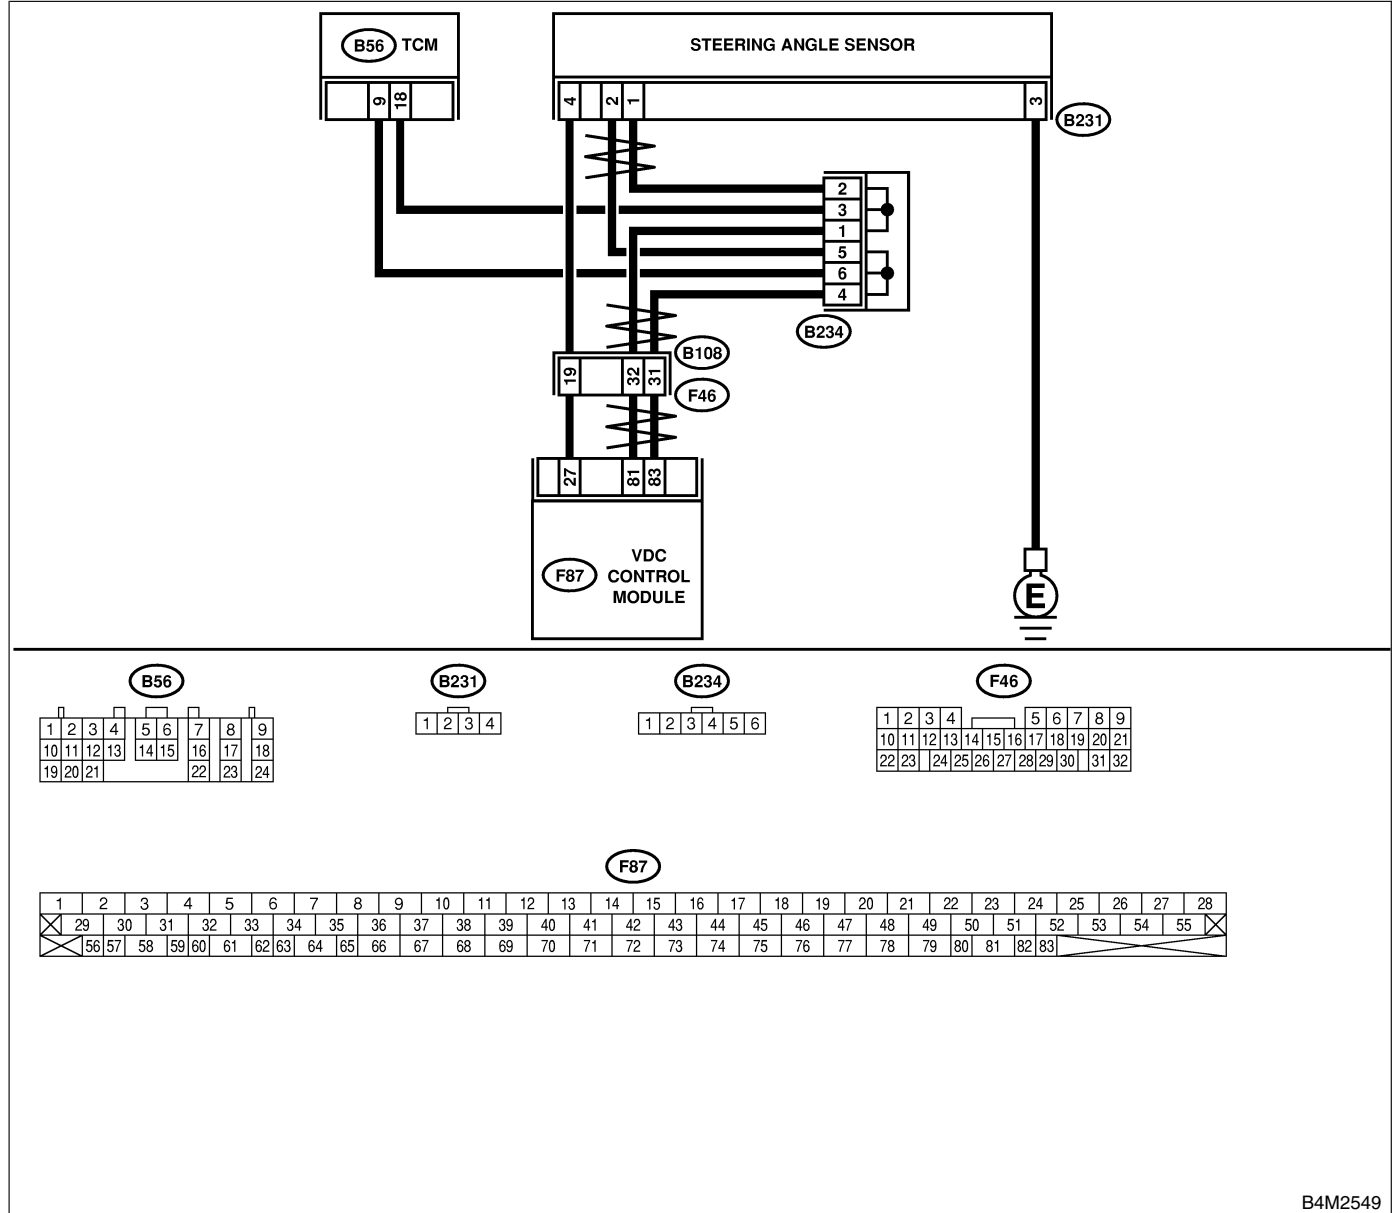 B56 TCM
STEERING ANGLE SENSOR
9 18
4 2 1 3
B231
2
3
1
5
6
4
B234
B108
19 32 31
F46
27 81 83
F87
VDC
CONTROL
MODULE
E
B56
1 2 3 4 5 6 7 8 9
10 11 12 13 14 15 16 17 18
19 20 21 22 23 24
B231
1 2 3 4
B234
1 2 3 4 5 6
F46
1 2 3 4 5 6 7 8 9
10 11 12 13 14 15 16 17 18 19 20 21
22 23 24 25 26 27 28 29 30 31 32
F87
1 2 3 4 5 6 7 8 9 10 11 12 13 14 15 16 17 18 19 20 21 22 23 24 25 26 27 28
29 30 31 32 33 34 35 36 37 38 39 40 41 42 43 44 45 46 47 48 49 50 51 52 53 54 55
56 57 58 59 60 61 62 63 64 65 66 67 68 69 70 71 72 73 74 75 76 77 78 79 80 81 82 83
B4M2549